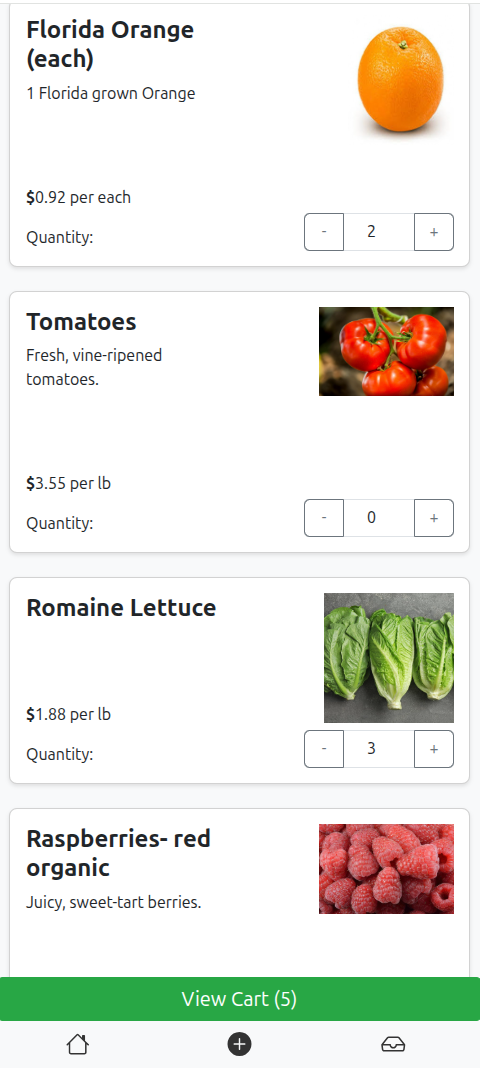 Florida Orange
(each)
1 Florida grown Orange
$0.92 per each
Quantity:
- 2 +
Tomatoes
Fresh, vine-ripened
tomatoes.
$3.55 per lb
Quantity:
- 0 +
Romaine Lettuce
$1.88 per lb
Quantity:
- 3 +
Raspberries- red
organic
Juicy, sweet-tart berries.
View Cart (5)